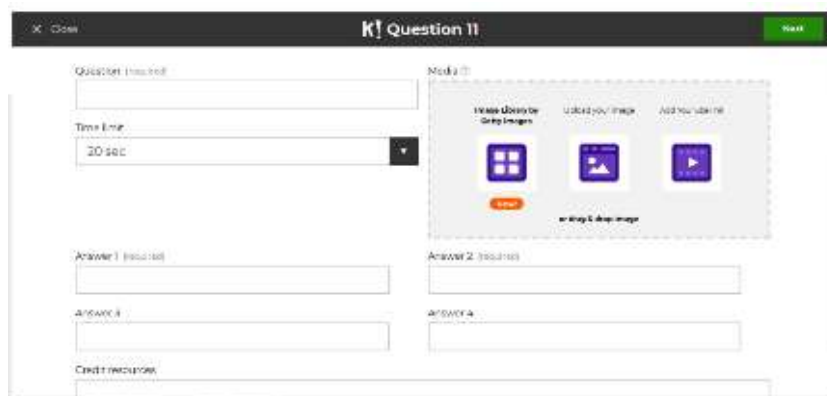 X Close
K! Question 11
Next
Question (required)
Media
Time limit
20 sec
Image Library by
Getty Images
Upload your image
Add YouTube link
New!
or drag & drop image
Answer 1 (required)
Answer 2 (required)
Answer 3
Answer 4
Credit resources